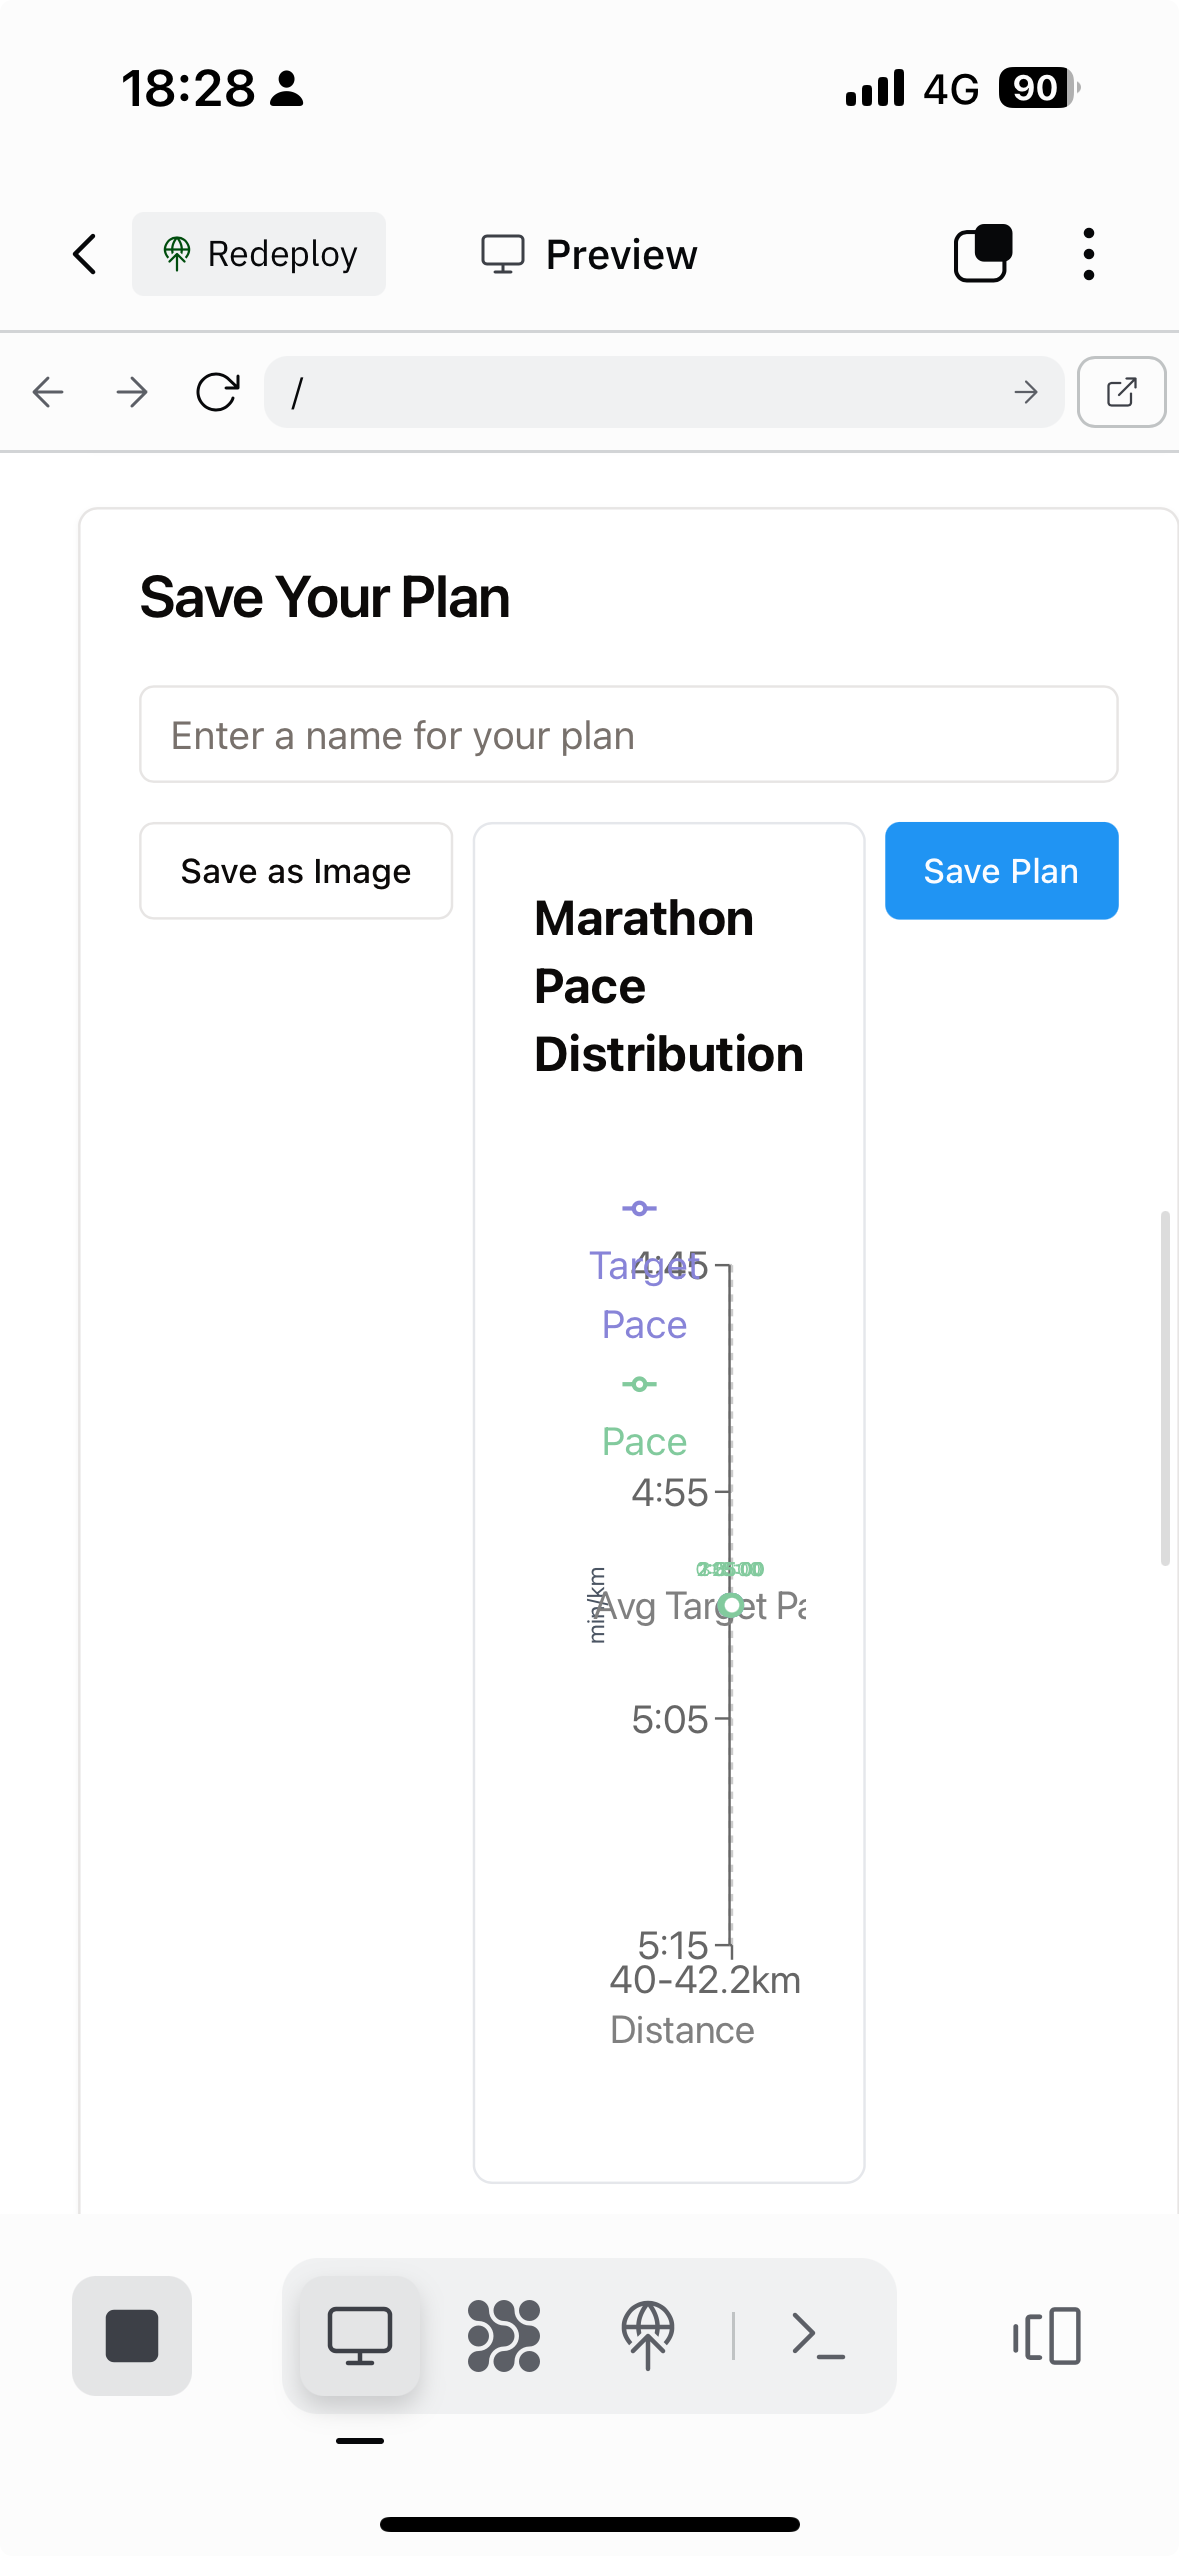 18:28
4G 90
Redeploy
Preview
/
Save Your Plan
Enter a name for your plan
Save as Image
Marathon
Pace
Distribution
Save Plan
Target
4:45
Pace
Pace
4:55
min/km
Avg Target Pa
5:05
5:15
40-42.2km
Distance